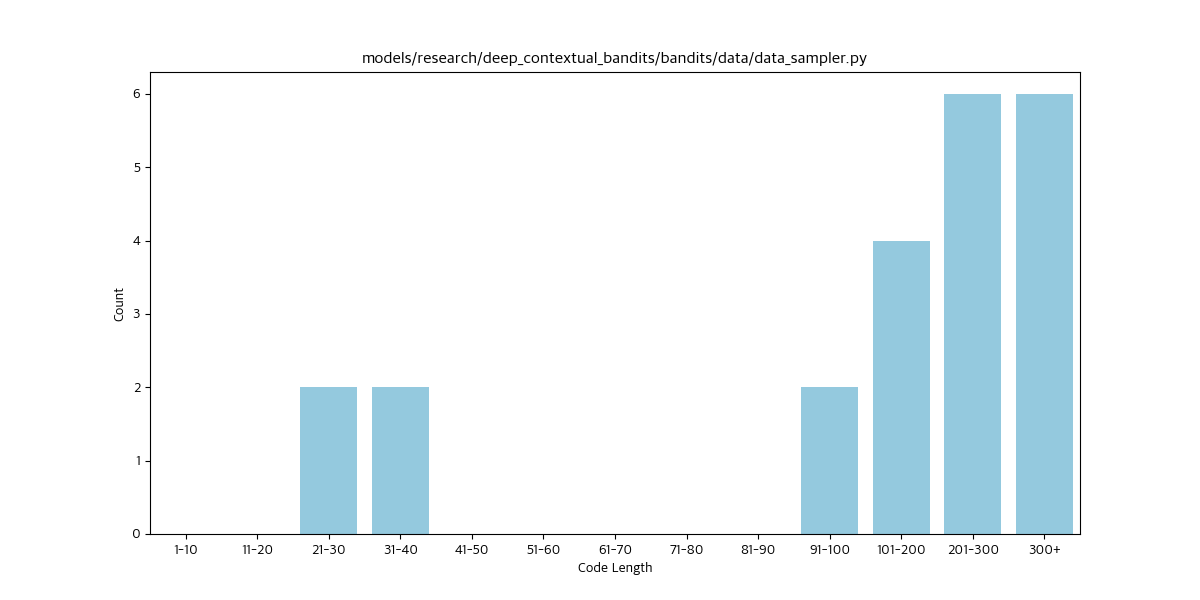 models/research/deep_contextual_bandits/bandits/data/data_sampler.py
Count
6
5
4
3
2
1
0
1-10 11-20 21-30 31-40 41-50 51-60 61-70 71-80 81-90 91-100 101-200 201-300 300+
Code Length